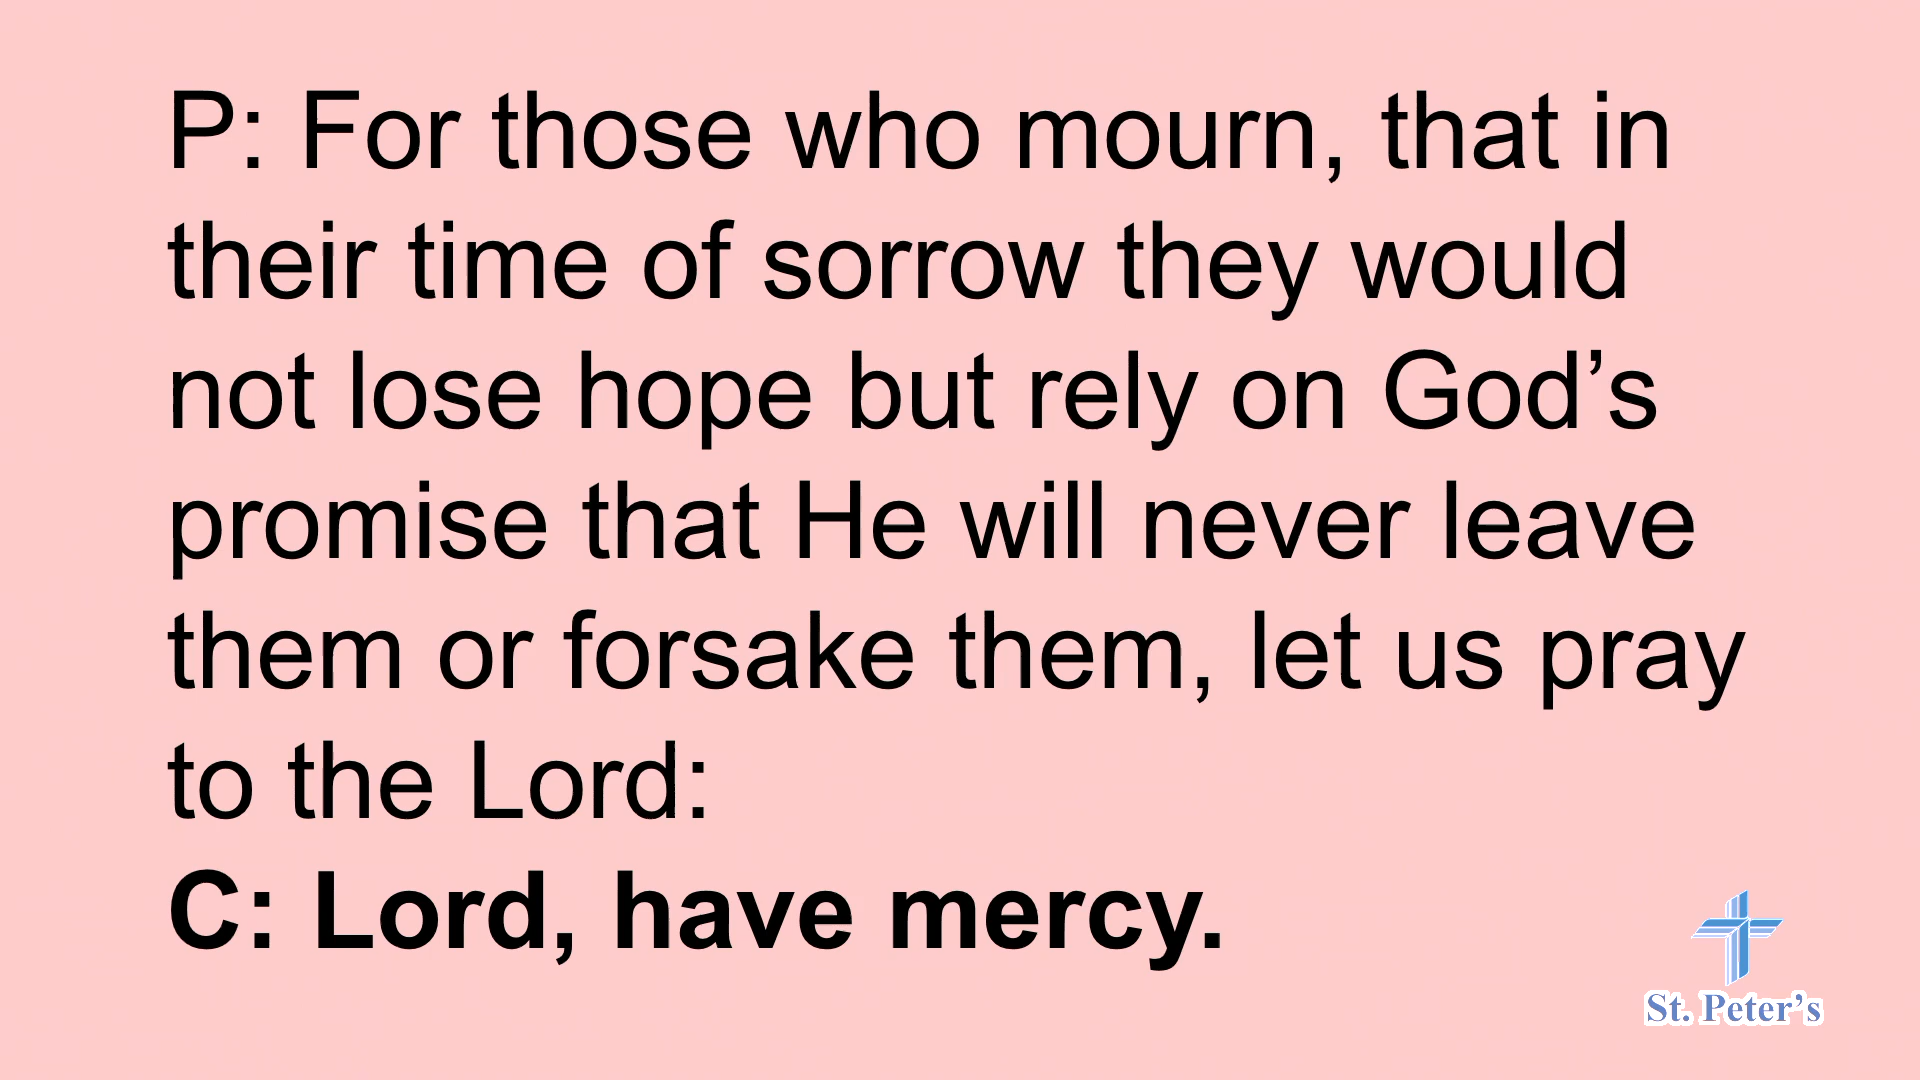 P: For those who mourn, that in
their time of sorrow they would
not lose hope but rely on God’s
promise that He will never leave
them or forsake them, let us pray
to the Lord:
C: Lord, have mercy.
St. Peter’s